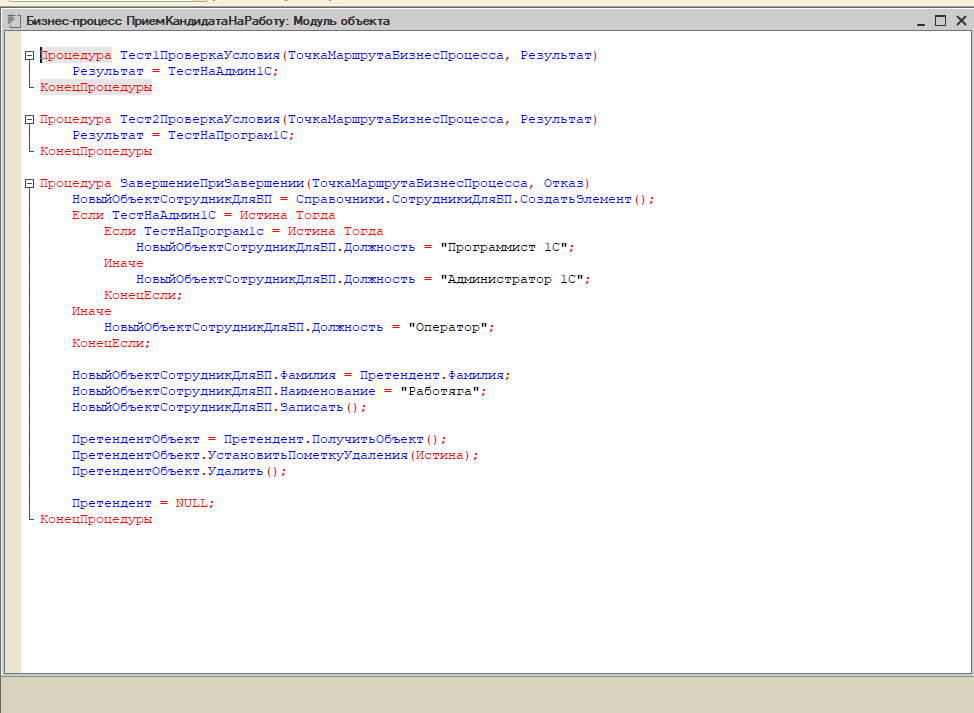 Бизнес-процесс ПриемКандидатаНаРаботу: Модуль объекта
Процедура Тест1ПроверкаУсловия(ТочкаМаршрутаБизнесПроцесса, Результат)
Результат = ТестНаАдмин1С;
КонецПроцедуры
Процедура Тест2ПроверкаУсловия(ТочкаМаршрутаБизнесПроцесса, Результат)
Результат = ТестНаПрограм1С;
КонецПроцедуры
Процедура ЗавершениеПриЗавершении(ТочкаМаршрутаБизнесПроцесса, Отказ)
НовыйОбъектСотрудникДляБП = Справочники.СотрудникиДляБП.СоздатьЭлемент();
Если ТестНаАдмин1С = Истина Тогда
Если ТестНаПрограм1с = Истина Тогда
НовыйОбъектСотрудникДляБП.Должность = "Программист 1С";
Иначе
НовыйОбъектСотрудникДляБП.Должность = "Администратор 1С";
КонецЕсли;
Иначе
НовыйОбъектСотрудникДляБП.Должность = "Оператор";
КонецЕсли;
НовыйОбъектСотрудникДляБП.Фамилия = Претендент.Фамилия;
НовыйОбъектСотрудникДляБП.Наименование = "Работяга";
НовыйОбъектСотрудникДляБП.Записать();
ПретендентОбъект = Претендент.ПолучитьОбъект();
ПретендентОбъект.УстановитьПометкуУдаления(Истина);
ПретендентОбъект.Удалить();
Претендент = NULL;
КонецПроцедуры